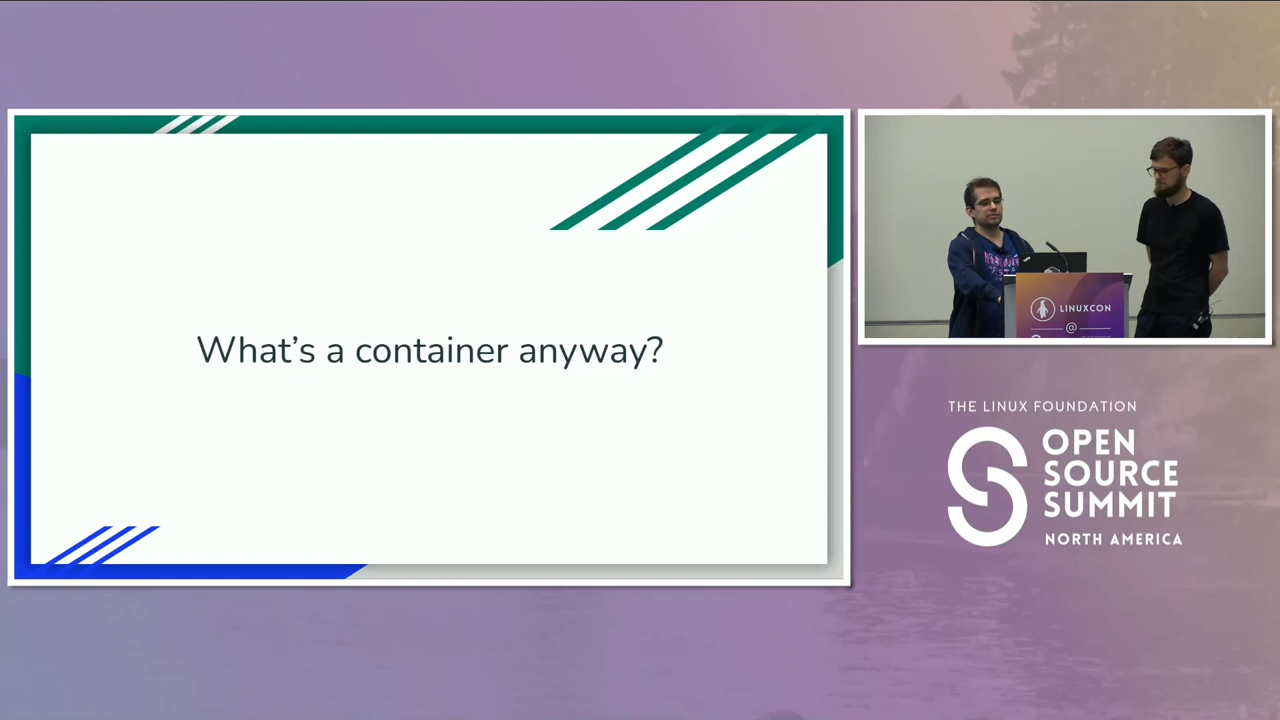 What's a container anyway?
LINUXCON
@
THE LINUX FOUNDATION
OPEN
SOURCE
SUMMIT
NORTH AMERICA